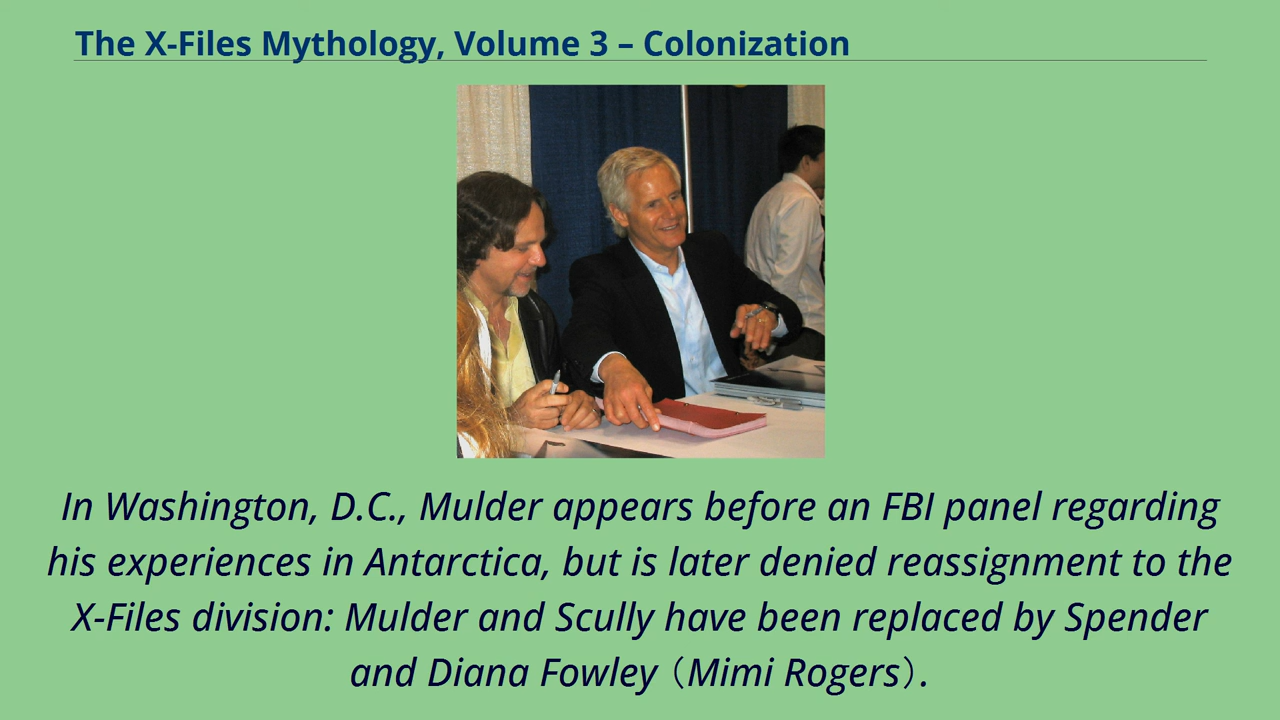 The X-Files Mythology, Volume 3 – Colonization
In Washington, D.C., Mulder appears before an FBI panel regarding
his experiences in Antarctica, but is later denied reassignment to the
X-Files division: Mulder and Scully have been replaced by Spender
and Diana Fowley（Mimi Rogers）.